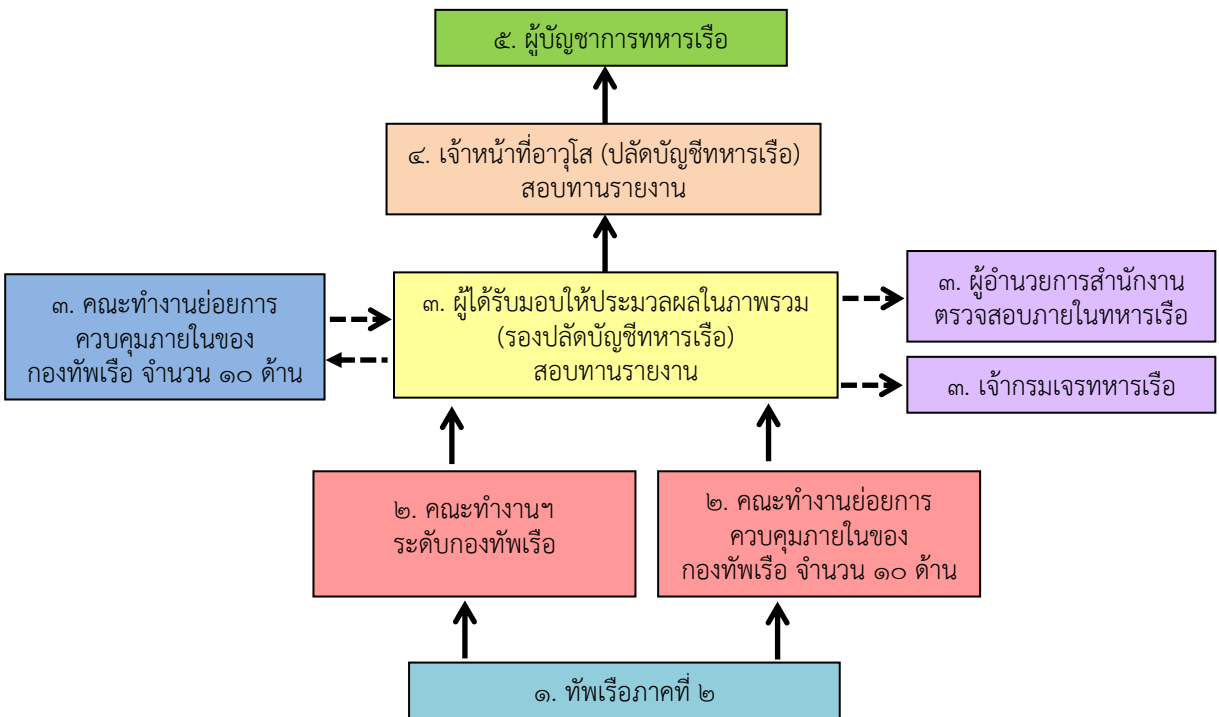 ๕. ผู้บัญชาการทหารเรือ
๔. เจ้าหน้าที่อาวุโส (ปลัดบัญชีทหารเรือ)
สอบทานรายงาน
๓. คณะทำงานย่อยการ
ควบคุมภายในของ
กองทัพเรือ จำนวน ๑๐ ด้าน
๓. ผู้ได้รับมอบให้ประมวลผลในภาพรวม
(รองปลัดบัญชีทหารเรือ)
สอบทานรายงาน
๓. ผู้อำนวยการสำนักงาน
ตรวจสอบภายในทหารเรือ
๓. เจ้ากรมเจรทหารเรือ
๒. คณะทำงานฯ
ระดับกองทัพเรือ
๒. คณะทำงานย่อยการ
ควบคุมภายในของ
กองทัพเรือ จำนวน ๑๐ ด้าน
๑. ทัพเรือภาคที่ ๒